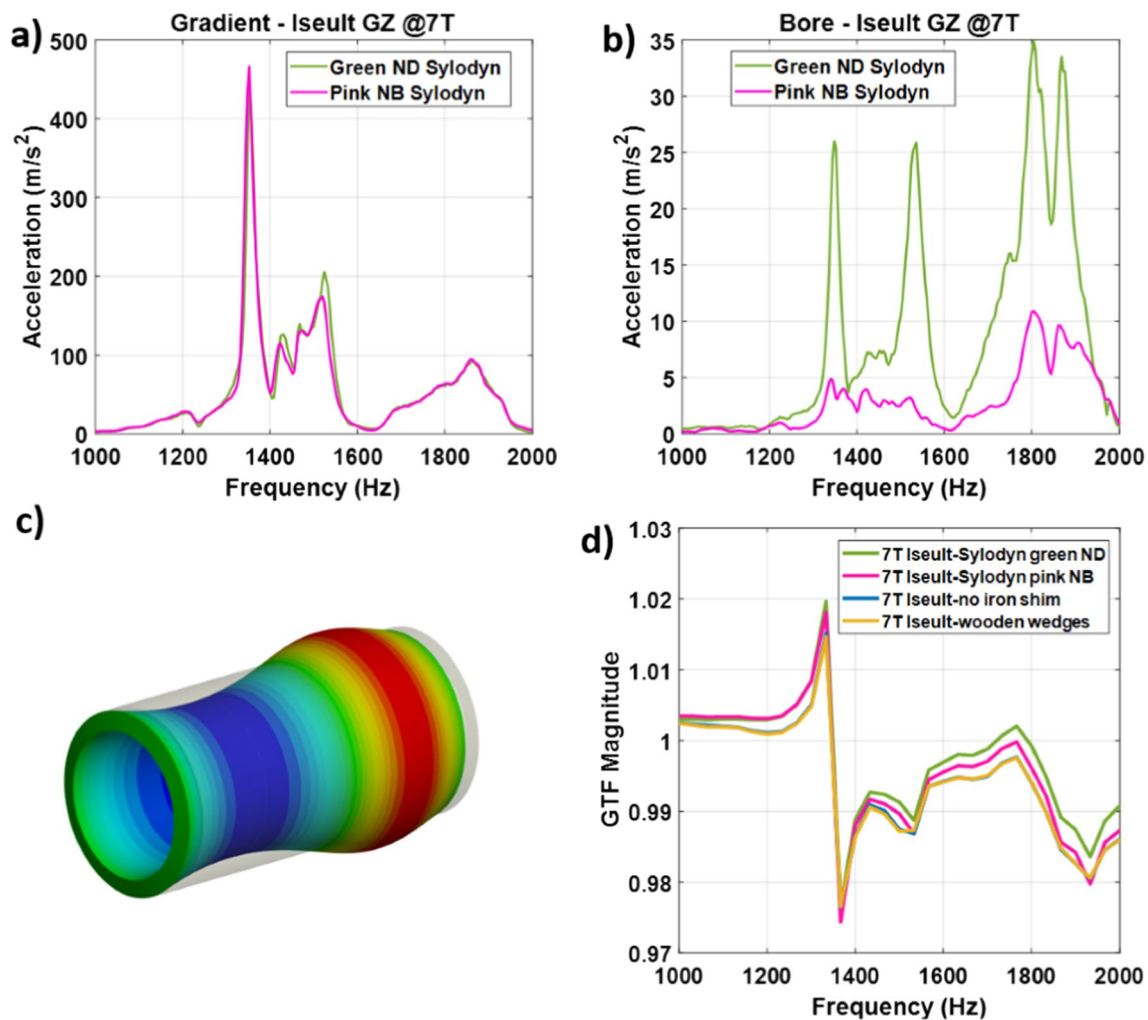 a)
Gradient - Iseult GZ @7T
500
400
300
200
100
0
Acceleration (m/s²)
Green ND Sylodyn
Pink NB Sylodyn
1000 1200 1400 1600 1800 2000
Frequency (Hz)
b)
Bore - Iseult GZ @7T
35
30
25
20
15
10
5
0
Acceleration (m/s²)
Green ND Sylodyn
Pink NB Sylodyn
1000 1200 1400 1600 1800 2000
Frequency (Hz)
c)
d)
1.03
1.02
1.01
1
0.99
0.98
0.97
GTF Magnitude
7T Iseult-Sylodyn green ND
7T Iseult-Sylodyn pink NB
7T Iseult-no iron shim
7T Iseult-wooden wedges
1000 1200 1400 1600 1800 2000
Frequency (Hz)